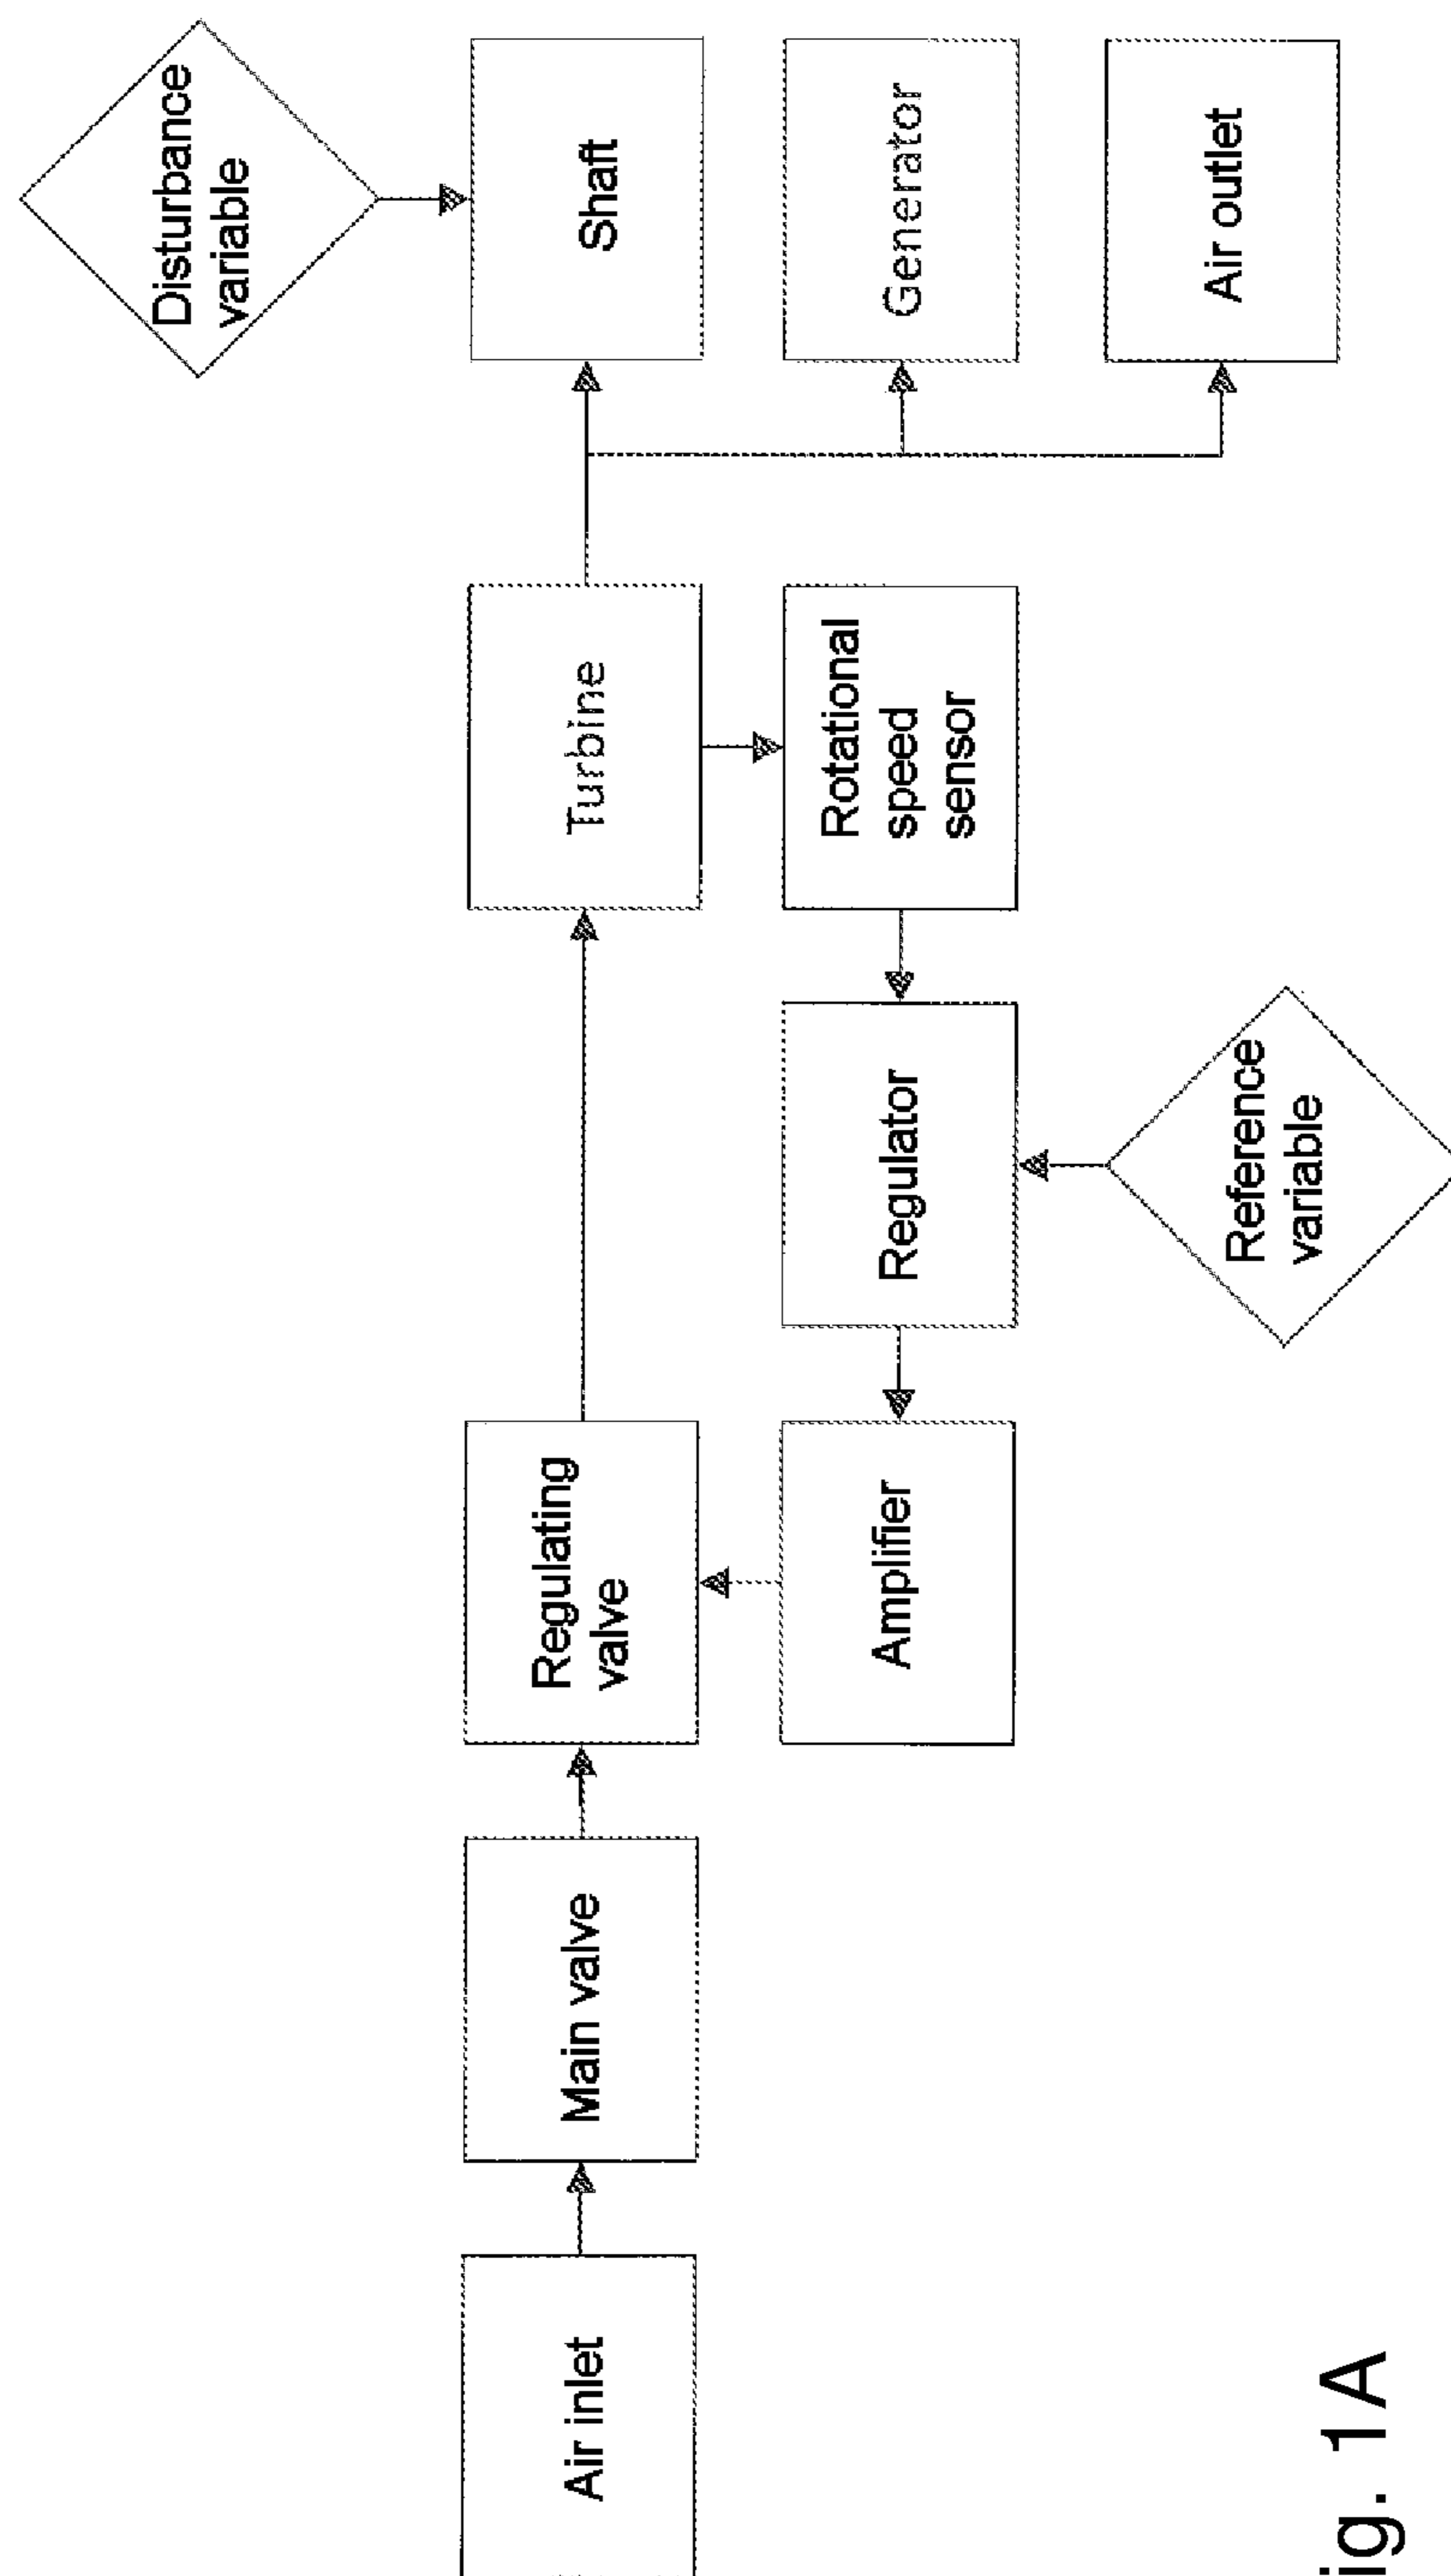 Disturbance
variable
Air inlet
Main valve
Regulating
valve
Turbine
Shaft
Amplifier
Regulator
Rotational
speed
sensor
Generator
Reference
variable
Air outlet
ig. 1A